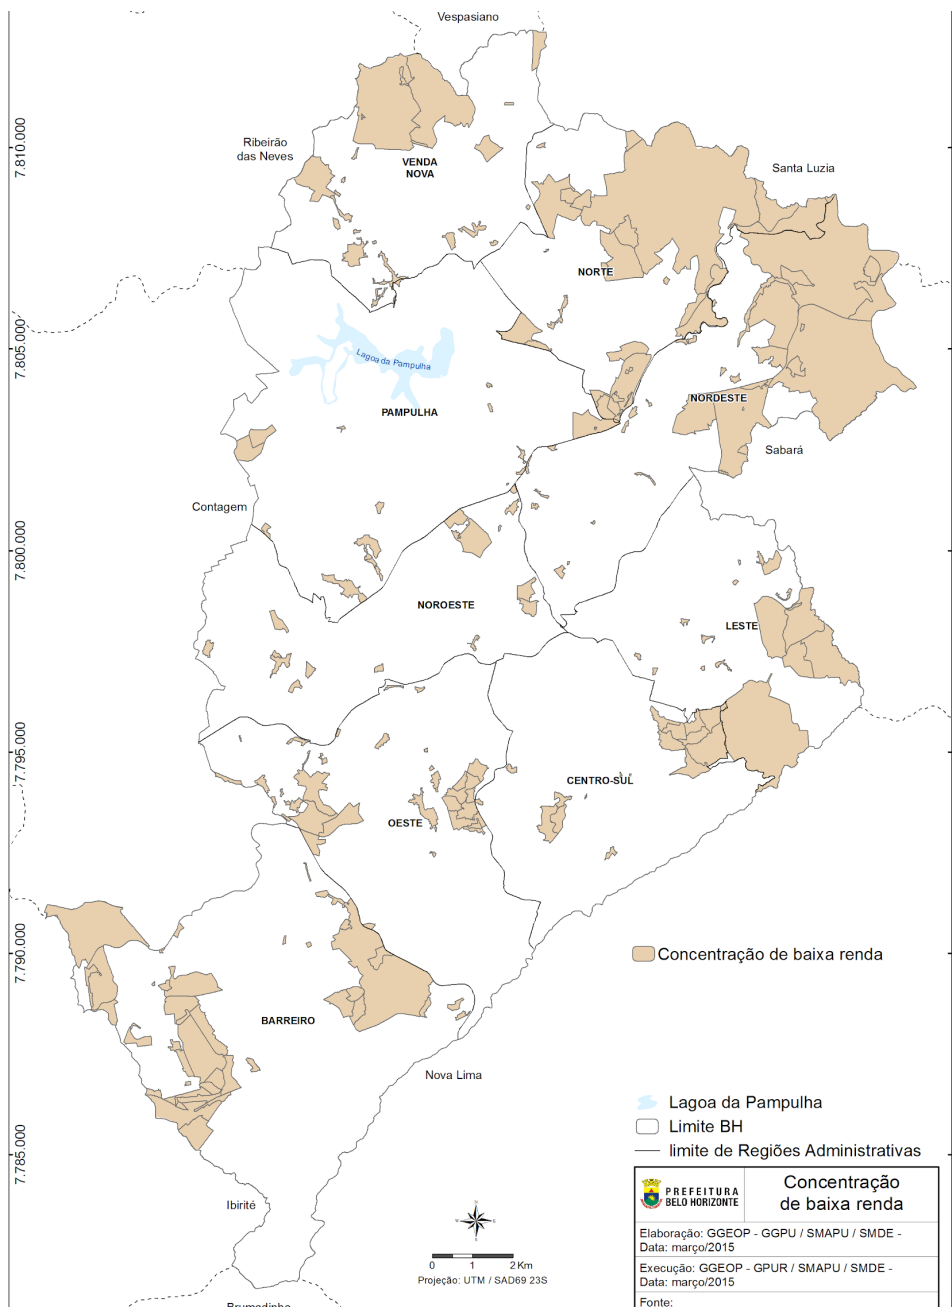 Vespasiano
7.810.000
Ribeirão
das Neves
VENDA
NOVA
Santa Luzia
NORTE
7.805.000
Lagoa da Pampulha
PAMPULHA
NORDESTE
Sabará
Contagem
7.800.000
NOROESTE
LESTE
7.795.000
CENTRO-SUL
OESTE
7.790.000
Concentração de baixa renda
BARREIRO
Nova Lima
Lagoa da Pampulha
Limite BH
limite de Regiões Administrativas
7.785.000
PREFEITURA
BELO HORIZONTE
Concentração
de baixa renda
Ibirité
N
W E
S
0 1 2 Km
Projeção: UTM / SAD69 23S
Elaboração: GGEOP - GGPU / SMAPU / SMDE -
Data: março/2015
Execução: GGEOP - GPUR / SMAPU / SMDE -
Data: março/2015
Fonte:
Brumadinho